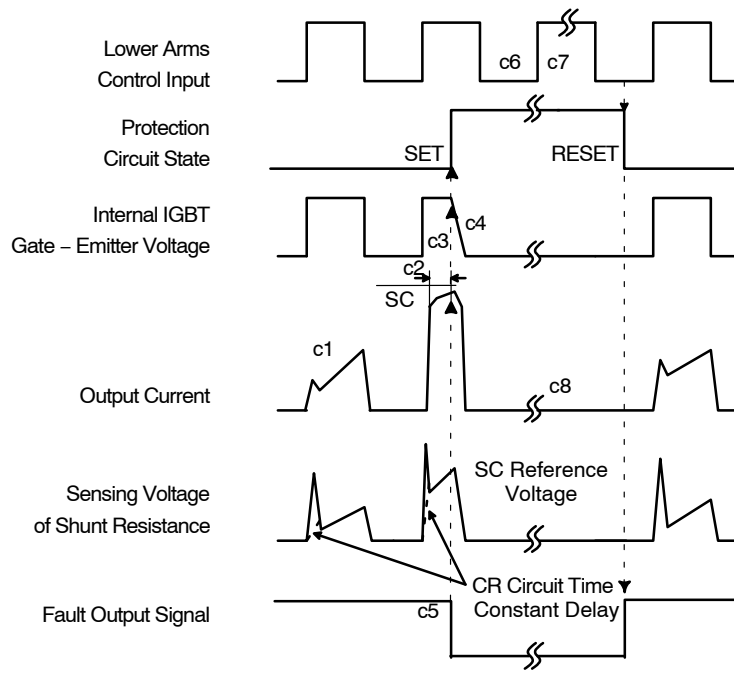 Lower Arms
Control Input
c6
c7
Protection
Circuit State
SET
RESET
Internal IGBT
Gate – Emitter Voltage
c3
c4
c2
SC
c1
Output Current
c8
Sensing Voltage
of Shunt Resistance
SC Reference
Voltage
CR Circuit Time
Constant Delay
Fault Output Signal
c5